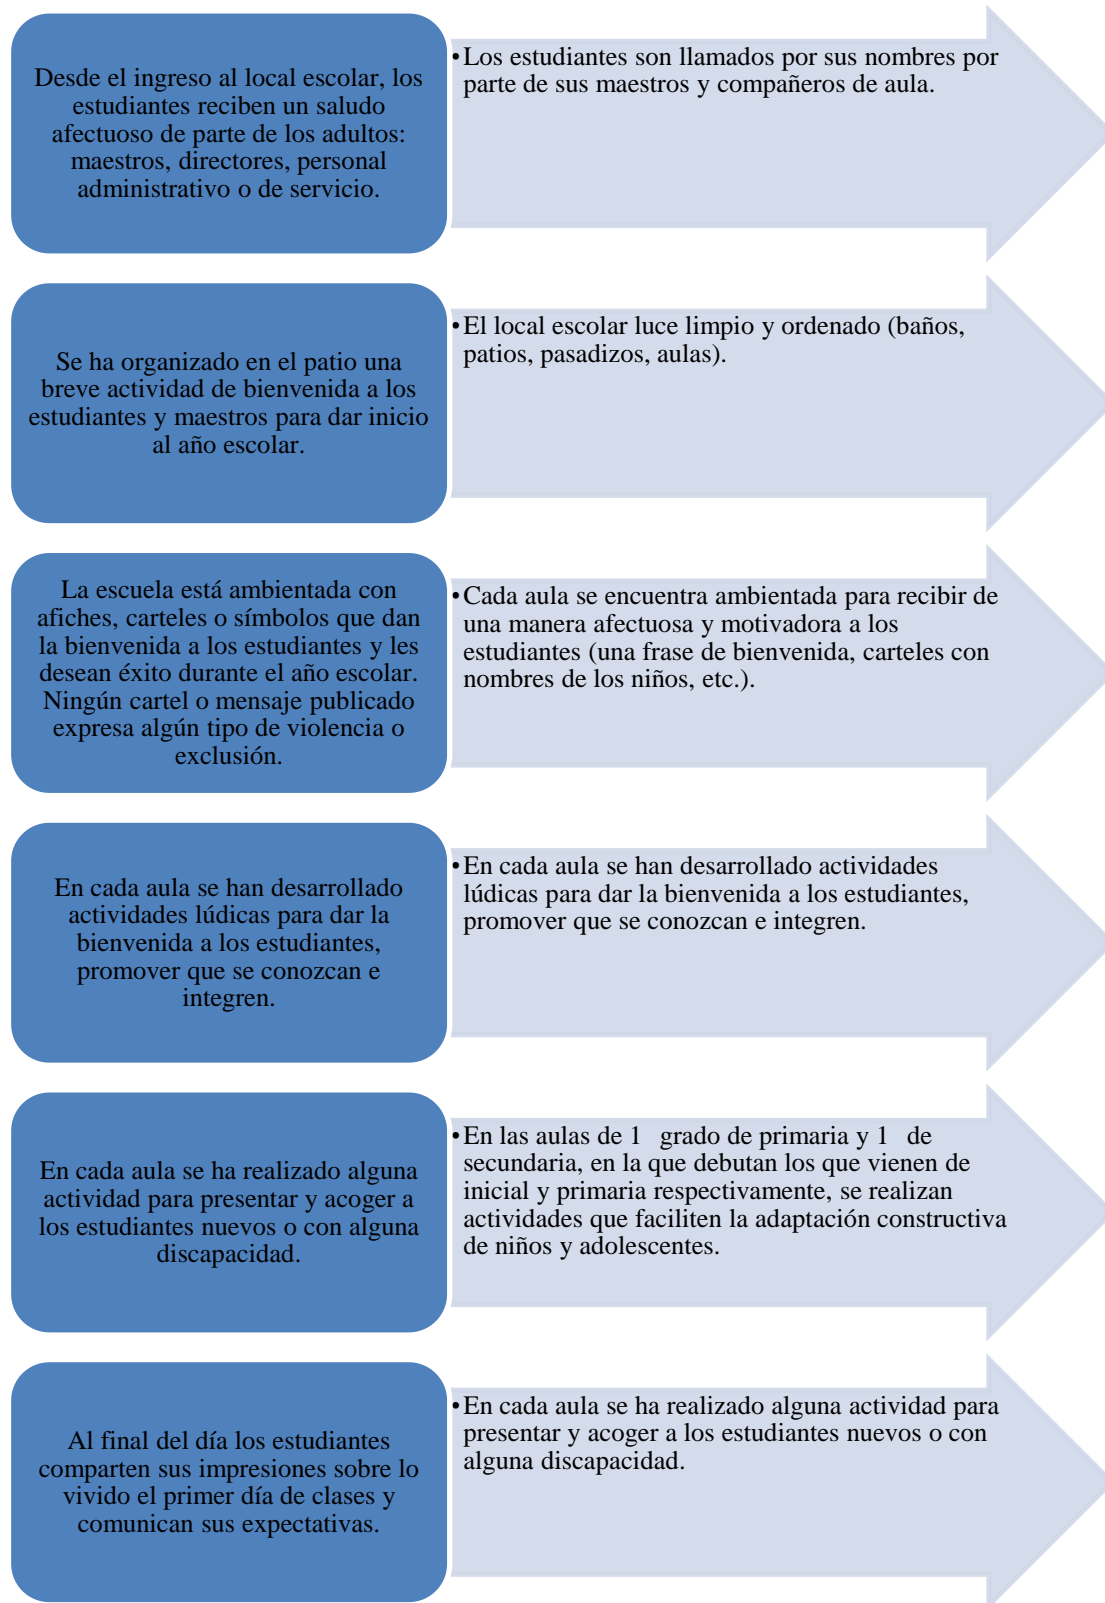 Desde el ingreso al local escolar, los
estudiantes reciben un saludo
afectuoso de parte de los adultos:
maestros, directores, personal
administrativo o de servicio.
•Los estudiantes son llamados por sus nombres por
parte de sus maestros y compañeros de aula.
Se ha organizado en el patio una
breve actividad de bienvenida a los
estudiantes y maestros para dar inicio
al año escolar.
•El local escolar luce limpio y ordenado (baños,
patios, pasadizos, aulas).
La escuela está ambientada con
afiches, carteles o símbolos que dan
la bienvenida a los estudiantes y les
desean éxito durante el año escolar.
Ningún cartel o mensaje publicado
expresa algún tipo de violencia o
exclusión.
•Cada aula se encuentra ambientada para recibir de
una manera afectuosa y motivadora a los
estudiantes (una frase de bienvenida, carteles con
nombres de los niños, etc.).
En cada aula se han desarrollado
actividades lúdicas para dar la
bienvenida a los estudiantes,
promover que se conozcan e
integren.
•En cada aula se han desarrollado actividades
lúdicas para dar la bienvenida a los estudiantes,
promover que se conozcan e integren.
En cada aula se ha realizado alguna
actividad para presentar y acoger a
los estudiantes nuevos o con alguna
discapacidad.
•En las aulas de 1 grado de primaria y 1 de
secundaria, en la que debutan los que vienen de
inicial y primaria respectivamente, se realizan
actividades que faciliten la adaptación constructiva
de niños y adolescentes.
Al final del día los estudiantes
comparten sus impresiones sobre lo
vivido el primer día de clases y
comunican sus expectativas.
•En cada aula se ha realizado alguna actividad para
presentar y acoger a los estudiantes nuevos o con
alguna discapacidad.